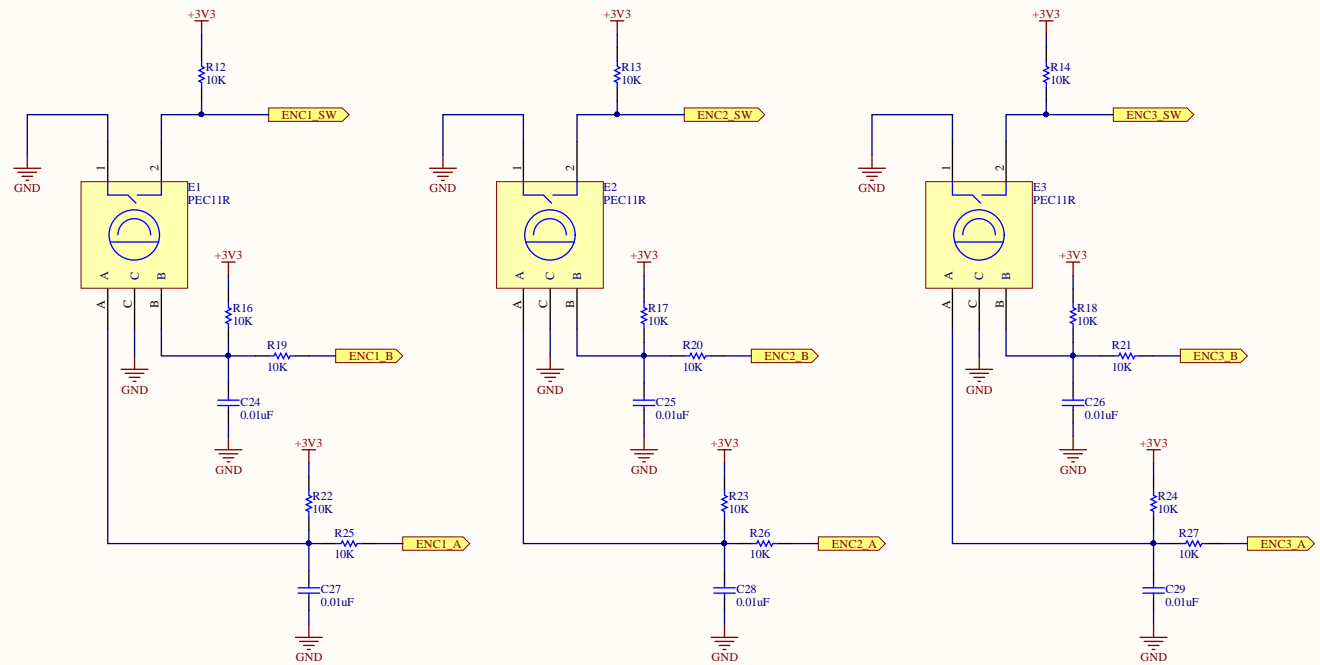 +3V3
R12
10K
ENC1_SW
GND
1
2
E1
PEC11R
A
C
B
A
C
B
+3V3
R16
10K
R19
10K
ENC1_B
GND
C24
0.01uF
GND
+3V3
R22
10K
R25
10K
ENC1_A
C27
0.01uF
GND
+3V3
R13
10K
ENC2_SW
GND
1
2
E2
PEC11R
A
C
B
A
C
B
+3V3
R17
10K
R20
10K
ENC2_B
GND
C25
0.01uF
GND
+3V3
R23
10K
R26
10K
ENC2_A
C28
0.01uF
GND
+3V3
R14
10K
ENC3_SW
GND
1
2
E3
PEC11R
A
C
B
A
C
B
+3V3
R18
10K
R21
10K
ENC3_B
GND
C26
0.01uF
GND
+3V3
R24
10K
R27
10K
ENC3_A
C29
0.01uF
GND